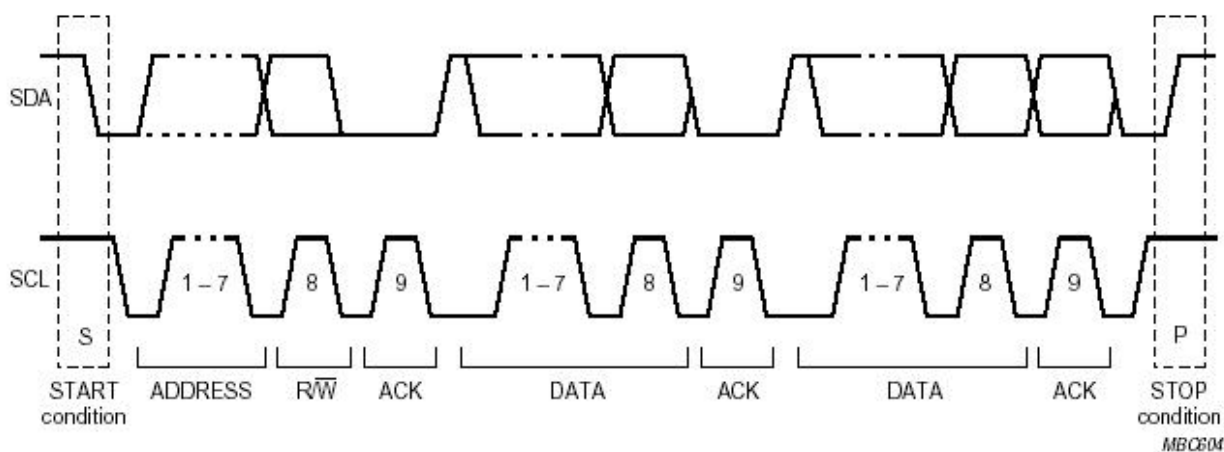 SDA
SCL
1 – 7 8 9 1 – 7 8 9 1 – 7 8 9
S P
START condition ADDRESS R/W̅ ACK DATA ACK DATA ACK STOP condition
MBC604